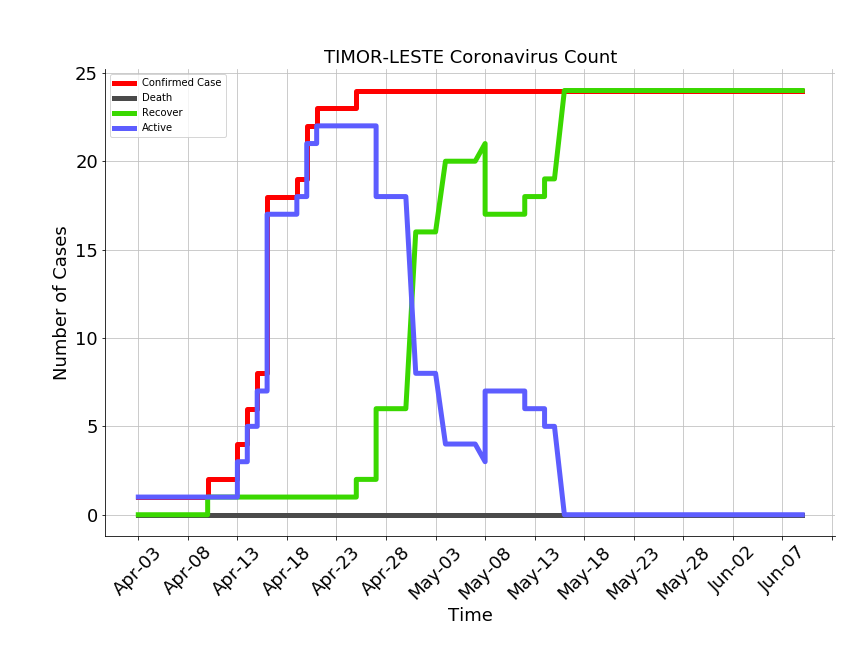 TIMOR-LESTE Coronavirus Count
Confirmed Case
Death
Recover
Active
25
20
15
10
5
0
Number of Cases
Apr-03
Apr-08
Apr-13
Apr-18
Apr-23
Apr-28
May-03
May-08
May-13
May-18
May-23
May-28
Jun-02
Jun-07
Time